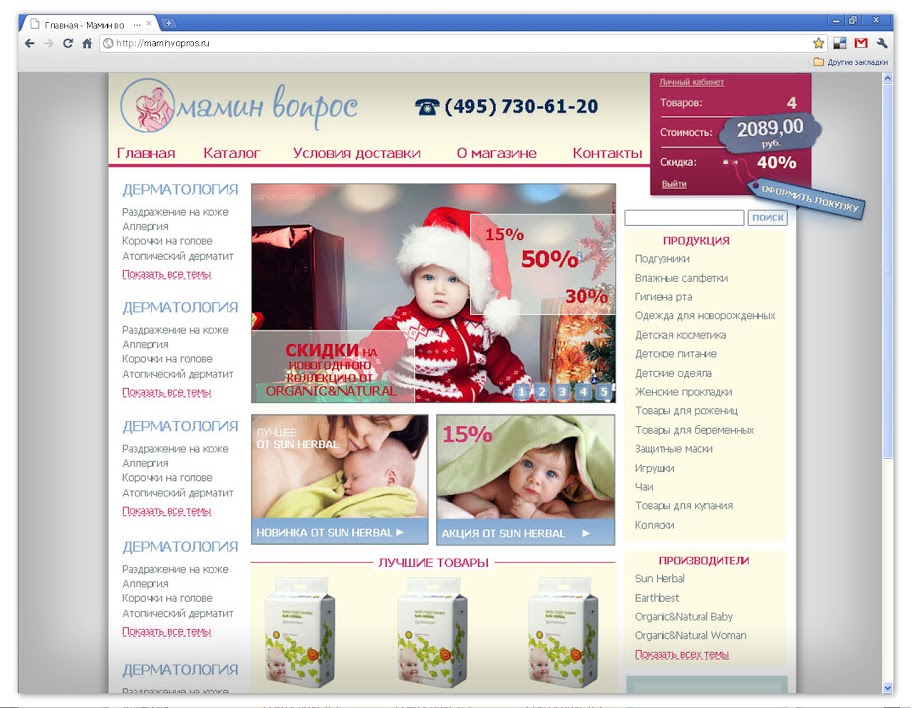 Главная - Мамин во ...
http://maminvopros.ru
Другие закладки
мамин вопрос
(495) 730-61-20
Личный кабинет
Товаров: 4
Стоимость: 2089,00
руб.
Скидка: 40%
Выйти
ОФОРМИТЬ ПОКУПКУ
Главная Каталог Условия доставки О магазине Контакты
ДЕРМАТОЛОГИЯ
Раздражение на коже
Аллергия
Корочки на голове
Атопический дерматит
Показать все темы
ДЕРМАТОЛОГИЯ
Раздражение на коже
Аллергия
Корочки на голове
Атопический дерматит
Показать все темы
ДЕРМАТОЛОГИЯ
Раздражение на коже
Аллергия
Корочки на голове
Атопический дерматит
Показать все темы
ДЕРМАТОЛОГИЯ
Раздражение на коже
Аллергия
Корочки на голове
Атопический дерматит
Показать все темы
ДЕРМАТОЛОГИЯ
Раздражение на коже
15%
50%
30%
СКИДКИ НА
НОВОГОДНЮЮ
КОЛЛЕКЦИЮ ОТ
ORGANIC&NATURAL
1 2 3 4 5
ЛУЧШЕЕ
ОТ SUN HERBAL
НОВИНКА ОТ SUN HERBAL
15%
АКЦИЯ ОТ SUN HERBAL
ЛУЧШИЕ ТОВАРЫ
SUN HERBAL
SUN HERBAL
SUN HERBAL
ПОИСК
ПРОДУКЦИЯ
Подгузники
Влажные салфетки
Гигиена рта
Одежда для новорожденных
Детская косметика
Детское питание
Детские одеяла
Женские прокладки
Товары для рожениц
Товары для беременных
Защитные маски
Игрушки
Чаи
Товары для купания
Коляски
ПРОИЗВОДИТЕЛИ
Sun Herbal
Earthbest
Organic&Natural Baby
Organic&Natural Woman
Показать всех темы